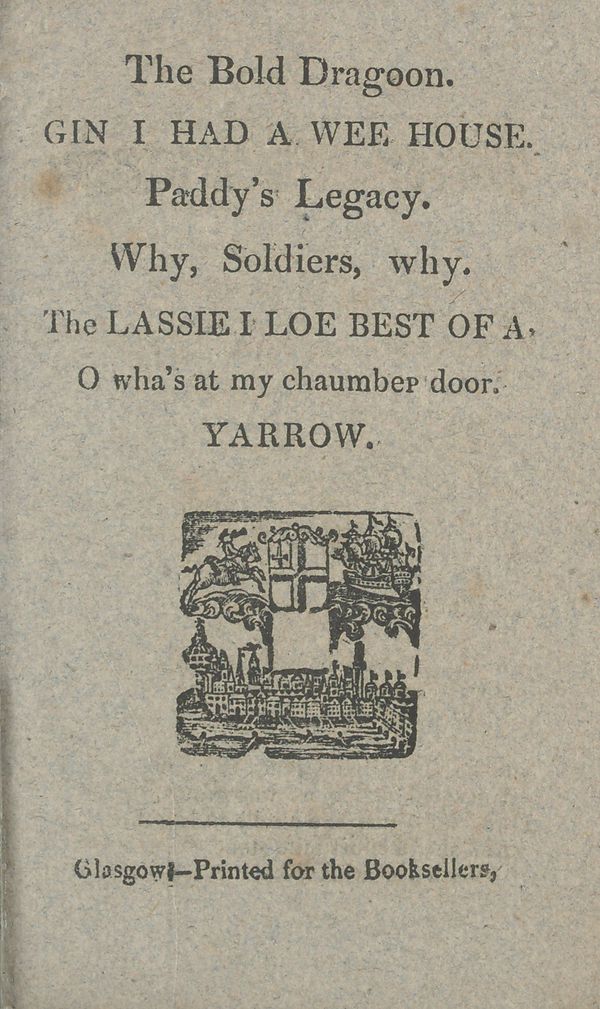 The Bold Dragoon.
GIN I HAD A WEE HOUSE.
Paddy's Legacy.
Why, Soldiers, why.
The LASSIE I LOE BEST OF A,
O wha's at my chaumber door.
YARROW.
Glasgow:—Printed for the Booksellers,